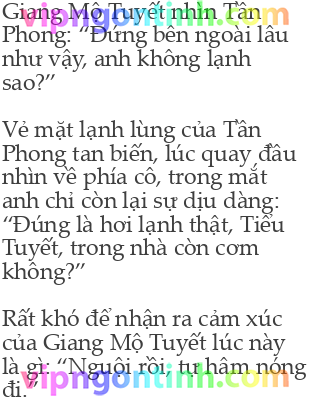 Giang Mộ Tuyết nhìn Tần
Phong: “Đứng bên ngoài lâu
như vậy, anh không lạnh
sao?”
Vẻ mặt lạnh lùng của Tần
Phong tan biến, lúc quay đầu
nhìn về phía cô, trong mắt
anh chỉ còn lại sự dịu dàng:
“Đúng là hơi lạnh thật, Tiểu
Tuyết, trong nhà còn cơm
không?”
Rất khó để nhận ra cảm xúc
của Giang Mộ Tuyết lúc này
là gì: “Nguội rồi, tự hâm nóng
đi.”
vipngontinh.com
vipngontinh.com